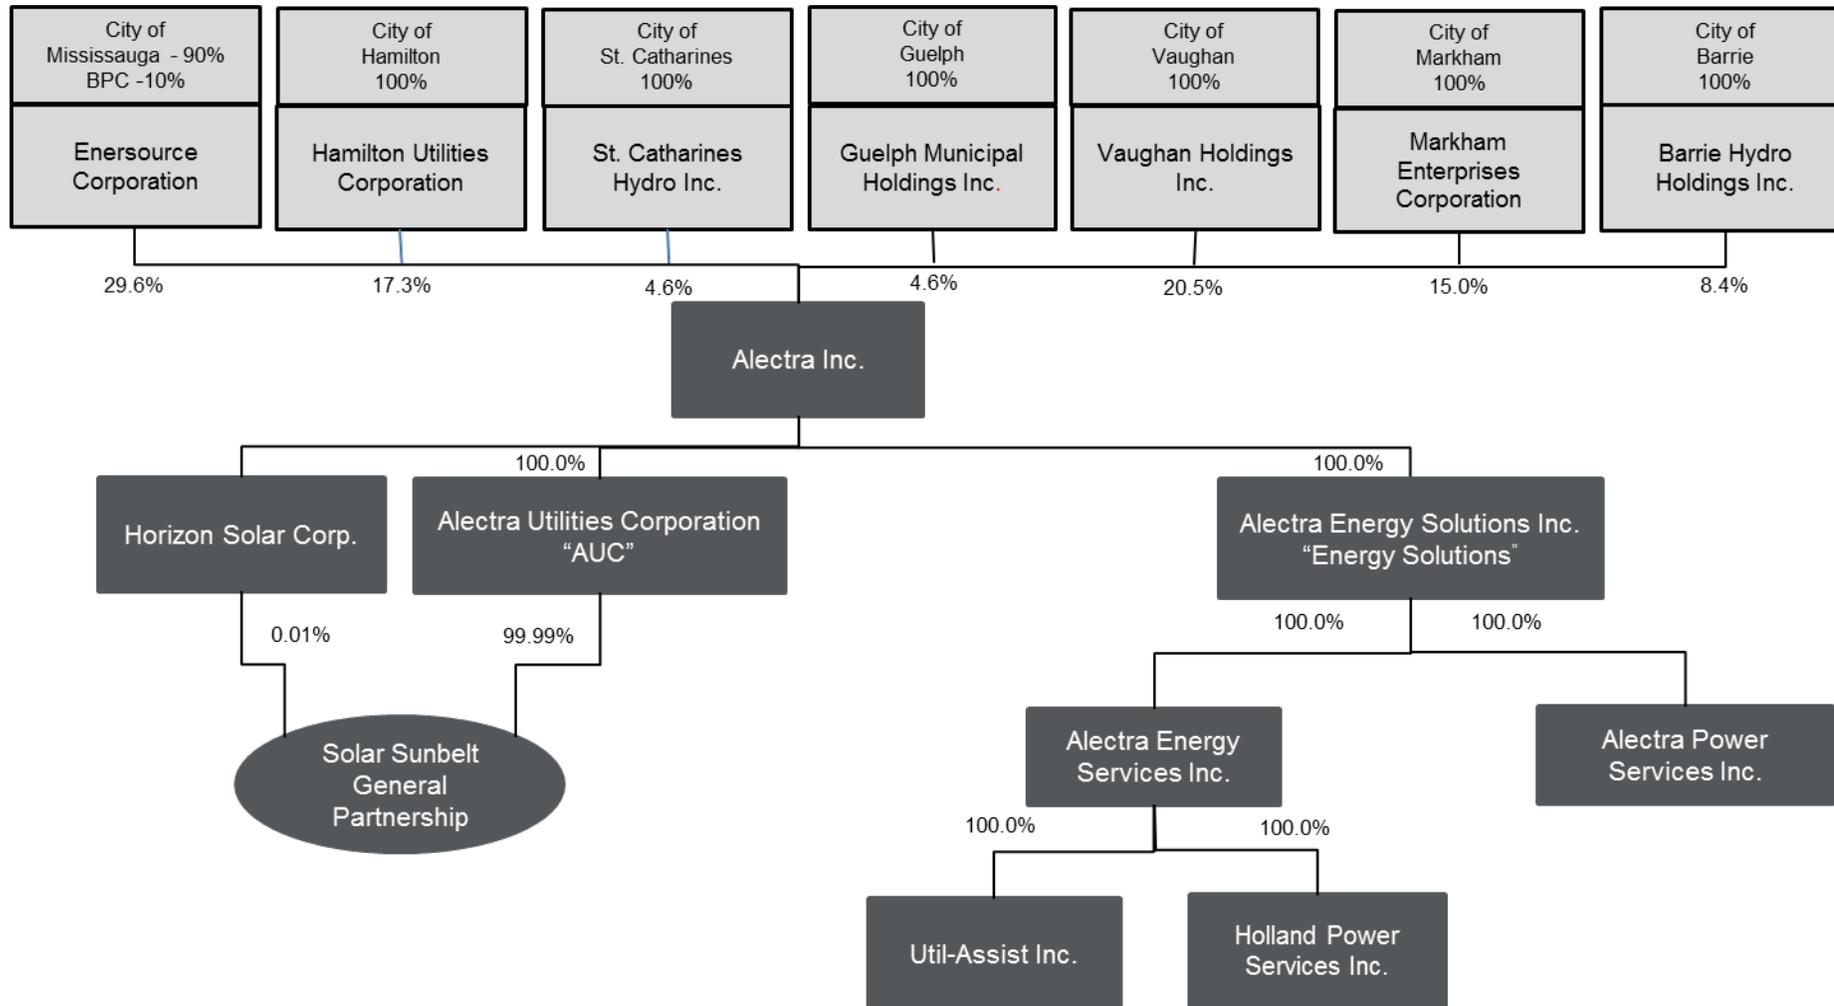 City of
Mississauga - 90%
BPC -10%
City of
Hamilton
100%
City of
St. Catharines
100%
City of
Guelph
100%
City of
Vaughan
100%
City of
Markham
100%
City of
Barrie
100%
Enersource
Corporation
Hamilton Utilities
Corporation
St. Catharines
Hydro Inc.
Guelph Municipal
Holdings Inc.
Vaughan Holdings
Inc.
Markham
Enterprises
Corporation
Barrie Hydro
Holdings Inc.
29.6%
17.3%
4.6%
4.6%
20.5%
15.0%
8.4%
Alectra Inc.
100.0%
100.0%
Horizon Solar Corp.
Alectra Utilities Corporation
“AUC”
Alectra Energy Solutions Inc.
“Energy Solutions”
0.01%
99.99%
100.0%
100.0%
Solar Sunbelt
General
Partnership
Alectra Energy
Services Inc.
Alectra Power
Services Inc.
100.0%
100.0%
Util-Assist Inc.
Holland Power
Services Inc.